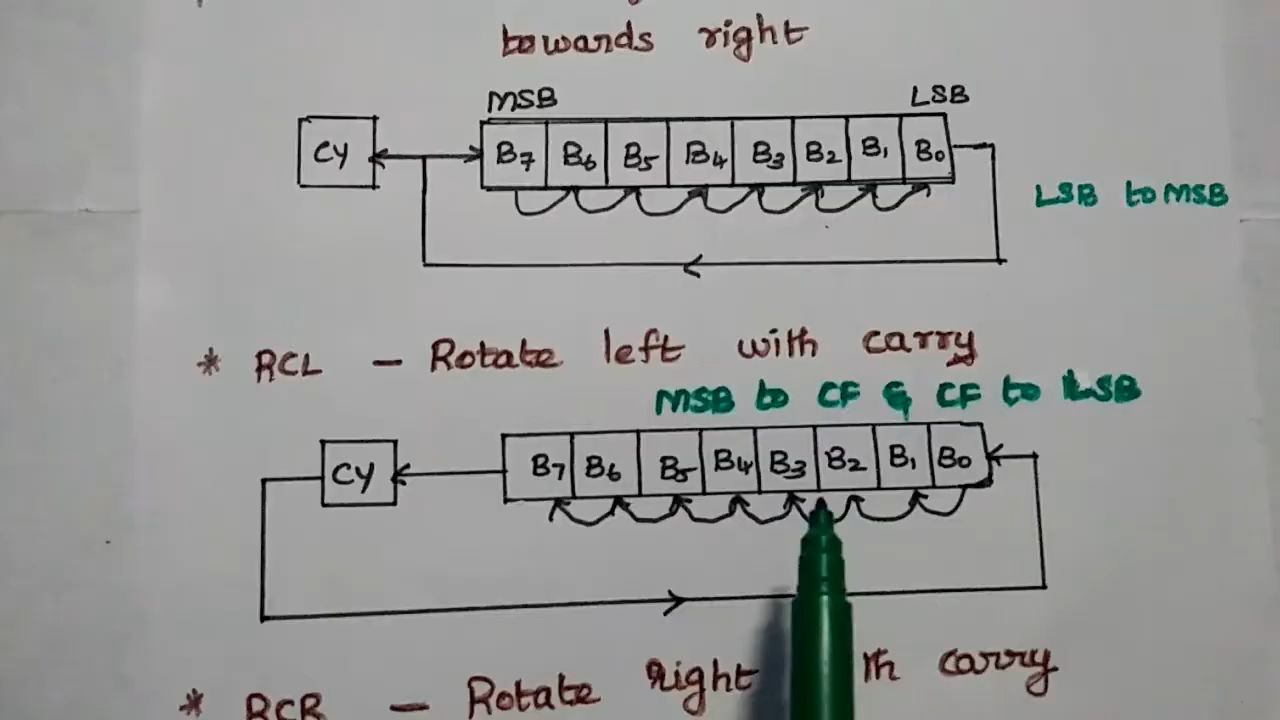 towards right
MSB LSB
CY B7 B6 B5 B4 B3 B2 B1 B0
LSB to MSB
* RCL - Rotate left with carry
MSB to CF & CF to LSB
CY B7 B6 B5 B4 B3 B2 B1 B0
* RCR - Rotate right th carry